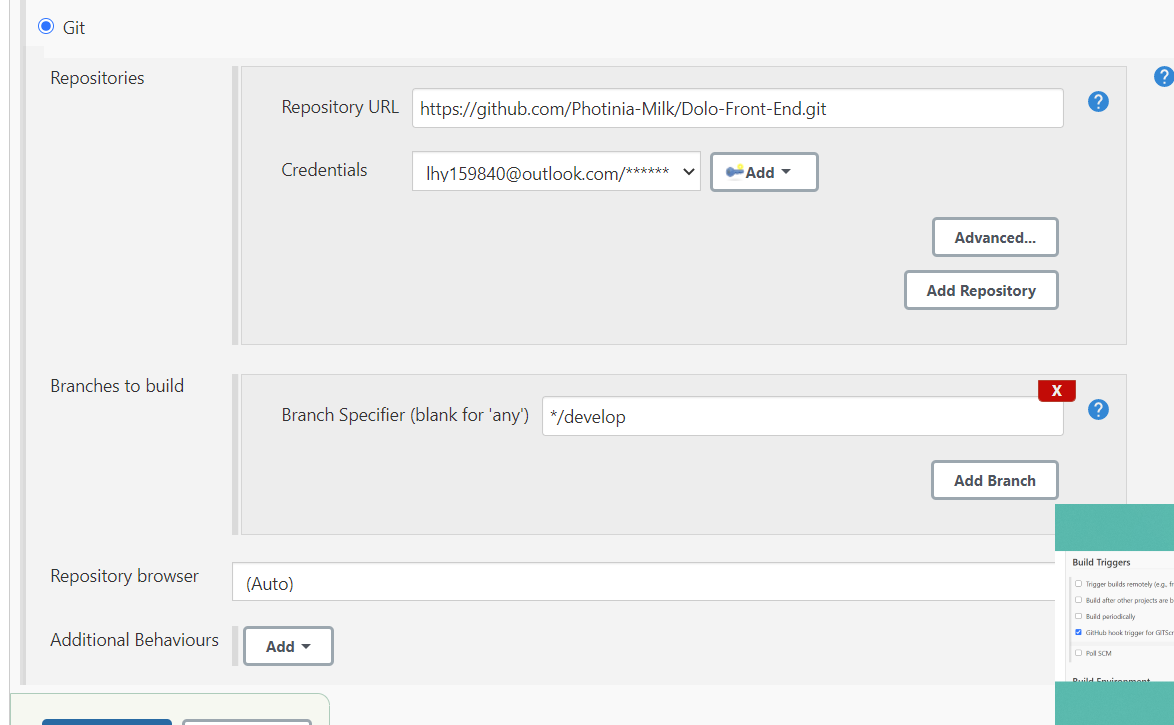 Git
Repositories
Repository URL https://github.com/Photinia-Milk/Dolo-Front-End.git
Credentials lhy159840@outlook.com/****** Add
Advanced...
Add Repository
Branches to build
X
Branch Specifier (blank for 'any') */develop
Add Branch
Repository browser (Auto)
Additional Behaviours Add
Build Triggers
Trigger builds remotely (e.g., fr
Build after other projects are b
Build periodically
GitHub hook trigger for GITScr
Poll SCM
Build Environment